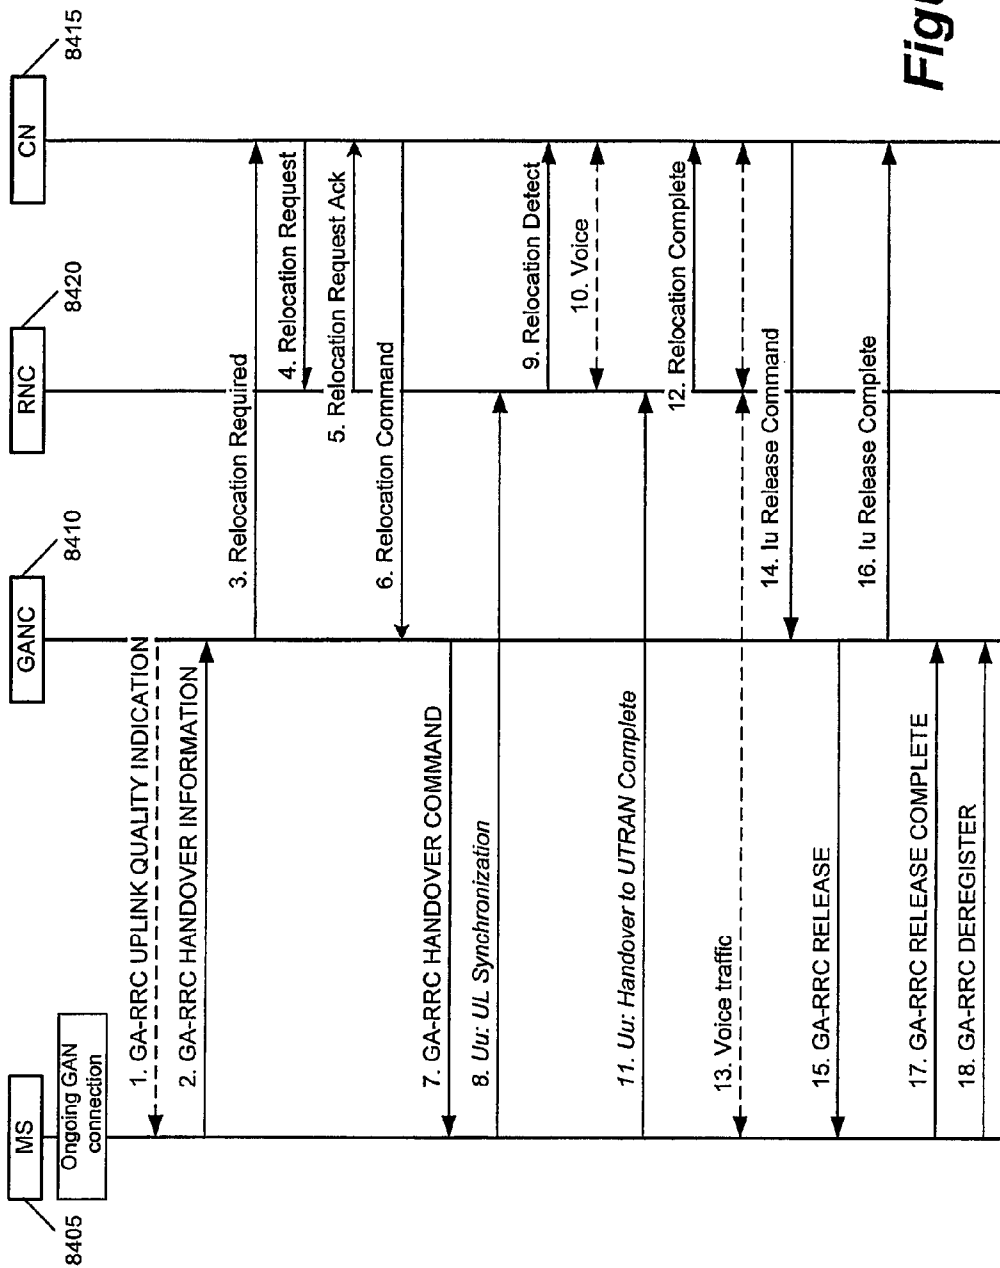 MS
GANC
RNC
CN
8405
8410
8420
8415
Ongoing GAN
connection
1. GA-RRC UPLINK QUALITY INDICATION
2. GA-RRC HANDOVER INFORMATION
3. Relocation Required
4. Relocation Request
5. Relocation Request Ack
6. Relocation Command
7. GA-RRC HANDOVER COMMAND
8. Uu: UL Synchronization
9. Relocation Detect
10. Voice
11. Uu: Handover to UTRAN Complete
12. Relocation Complete
13. Voice traffic
14. Iu Release Command
15. GA-RRC RELEASE
16. Iu Release Complete
17. GA-RRC RELEASE COMPLETE
18. GA-RRC DEREGISTER